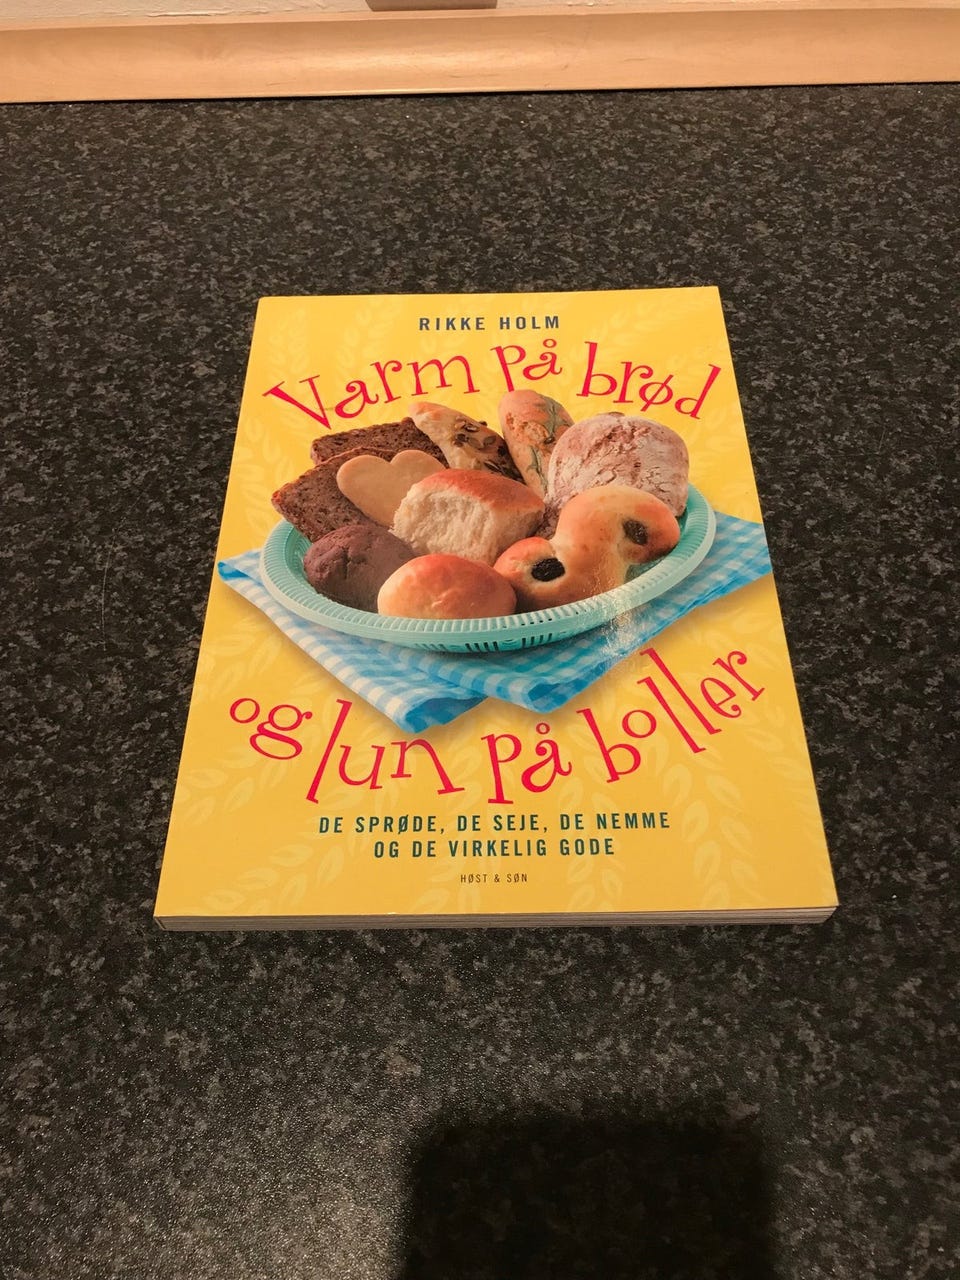 RIKKE HOLM
Varm på brød
og lun på boller
DE SPRØDE, DE SEJE, DE NEMME
OG DE VIRKELIG GODE
HØST & SØN